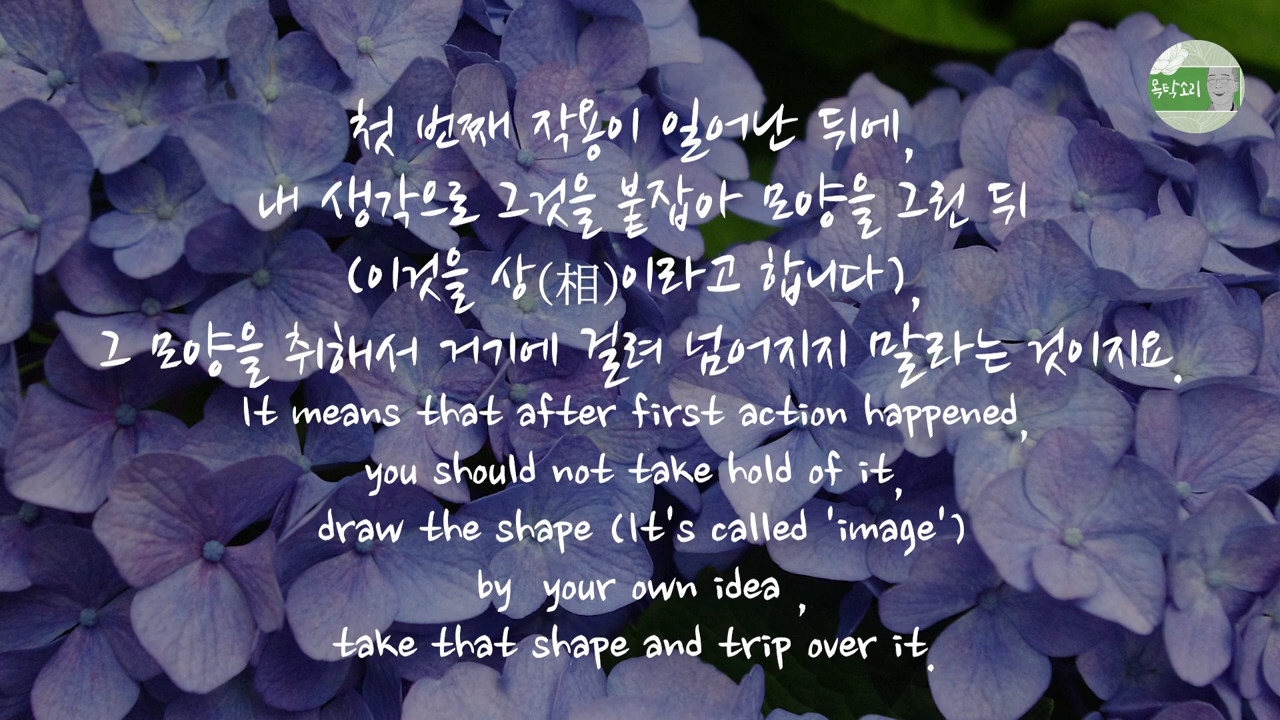 목탁소리
첫 번째 작용이 일어난 뒤에,
내 생각으로 그것을 붙잡아 모양을 그린 뒤
(이것을 상(相)이라고 합니다),
그 모양을 취해서 거기에 걸려 넘어지지 말라는 것이지요.
It means that after first action happened,
you should not take hold of it,
draw the shape (It's called 'image')
by your own idea ,
take that shape and trip over it.